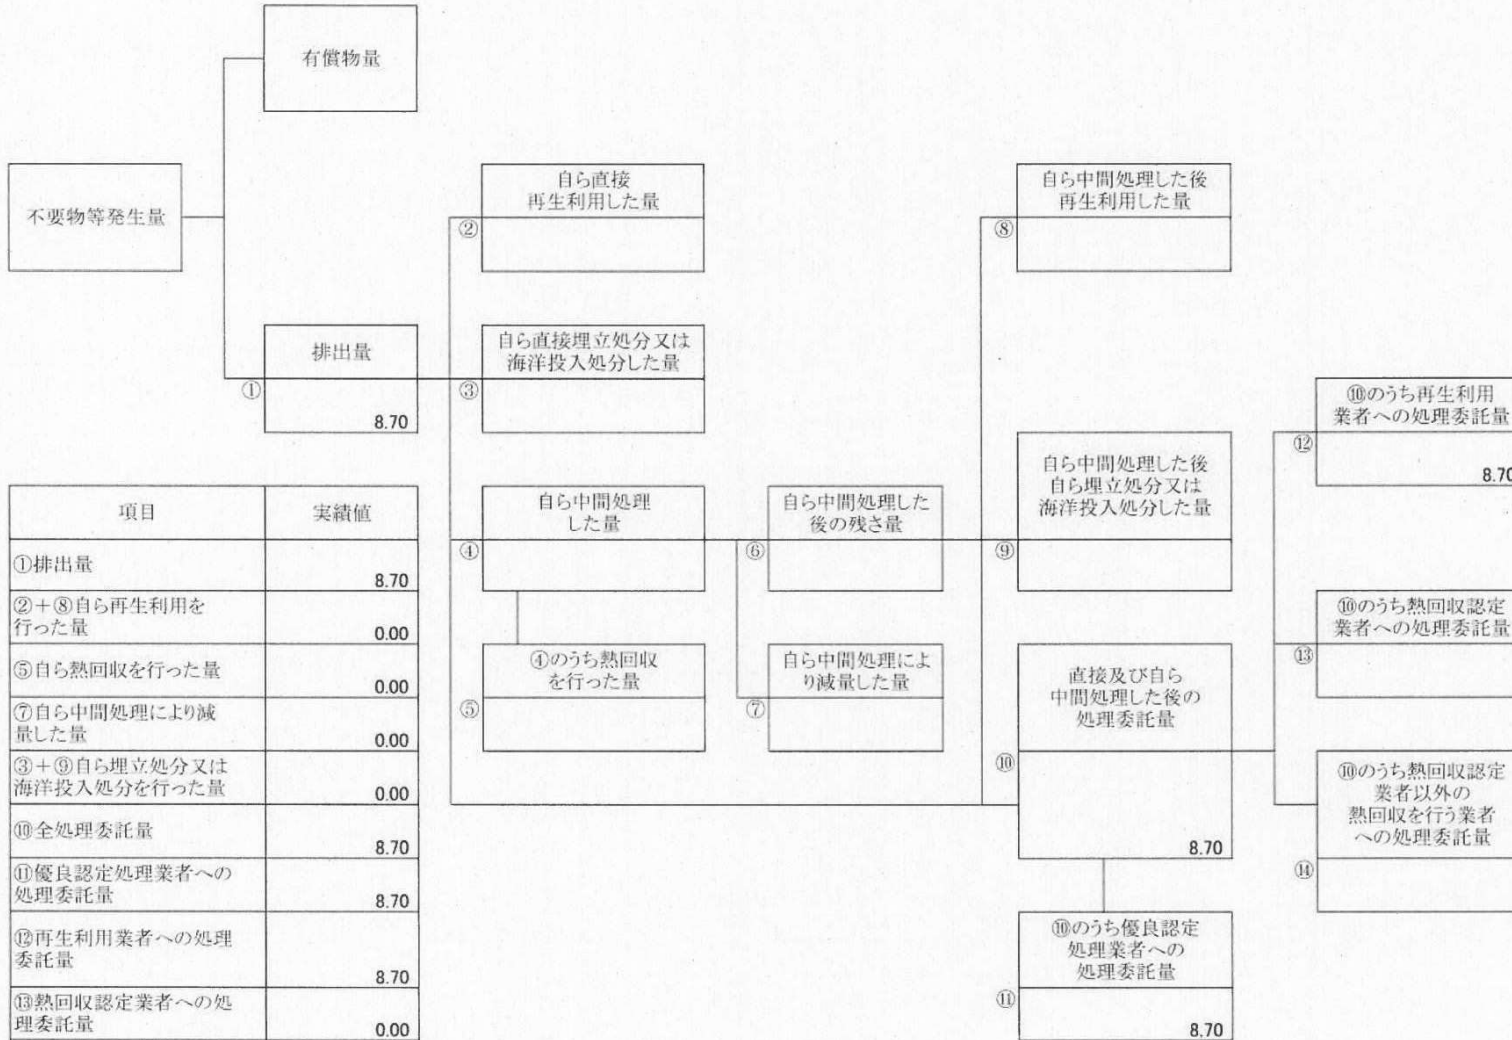 有償物量
不要物等発生量
自ら直接
再生利用した量
②
自ら中間処理した後
再生利用した量
⑧
排出量
①
8.70
自ら直接埋立処分又は
海洋投入処分した量
③
⑩のうち再生利用
業者への処理委託量
⑫
8.70
自ら中間処理した後
自ら埋立処分又は
海洋投入処分した量
⑨
自ら中間処理
した量
④
自ら中間処理した
後の残さ量
⑥
⑩のうち熱回収認定
業者への処理委託量
⑬
④のうち熱回収
を行った量
⑤
自ら中間処理によ
り減量した量
⑦
直接及び自ら
中間処理した後の
処理委託量
⑩
8.70
⑩のうち熱回収認定
業者以外の
熱回収を行う業者
への処理委託量
⑭
⑩のうち優良認定
処理業者への
処理委託量
⑪
8.70
項目 実績値
①排出量 8.70
②+⑧自ら再生利用を
行った量 0.00
⑤自ら熱回収を行った量 0.00
⑦自ら中間処理により減
量した量 0.00
③+⑨自ら埋立処分又は
海洋投入処分を行った量 0.00
⑩全処理委託量 8.70
⑪優良認定処理業者への
処理委託量 8.70
⑫再生利用業者への処理
委託量 8.70
⑬熱回収認定業者への処
理委託量 0.00